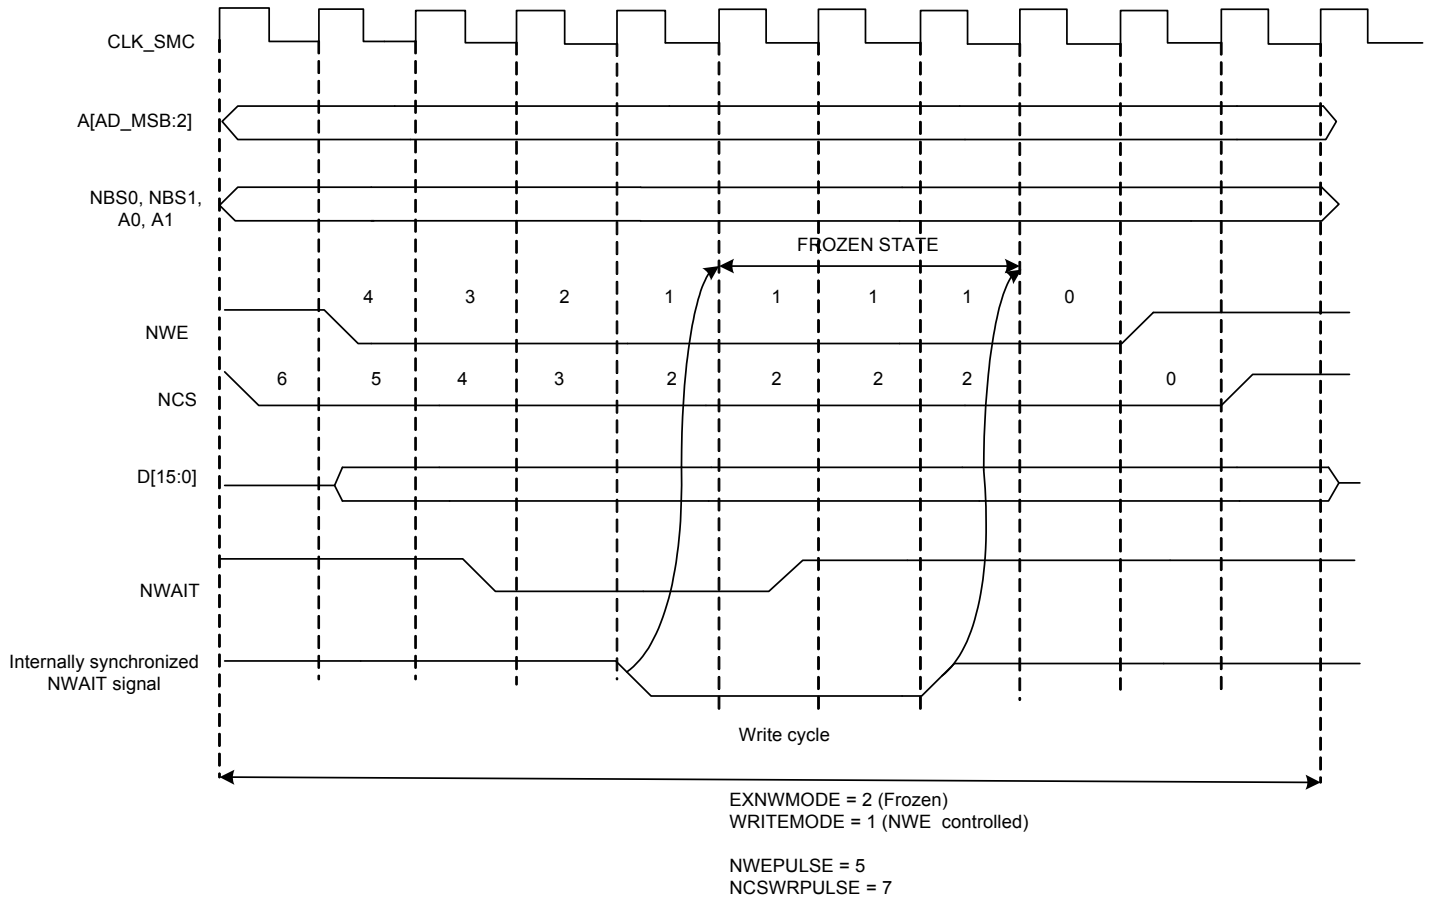 CLK_SMC
A[AD_MSB:2]
NBS0, NBS1,
A0, A1
FROZEN STATE
4 3 2 1 1 1 1 0
NWE
6 5 4 3 2 2 2 2 0
NCS
D[15:0]
NWAIT
Internally synchronized
NWAIT signal
Write cycle
EXNWMODE = 2 (Frozen)
WRITEMODE = 1 (NWE controlled)
NWEPULSE = 5
NCSWRPULSE = 7